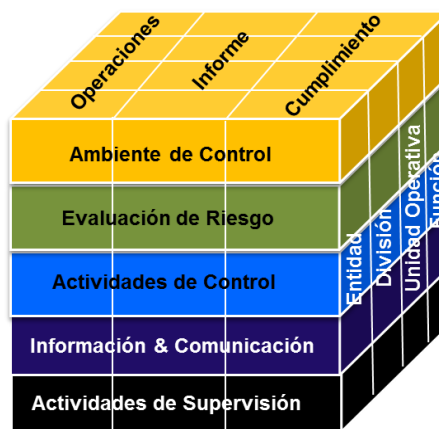 Operaciones
Informe
Cumplimiento
Ambiente de Control
Evaluación de Riesgo
Actividades de Control
Información & Comunicación
Actividades de Supervisión
Entidad
División
Unidad Operativa
Función